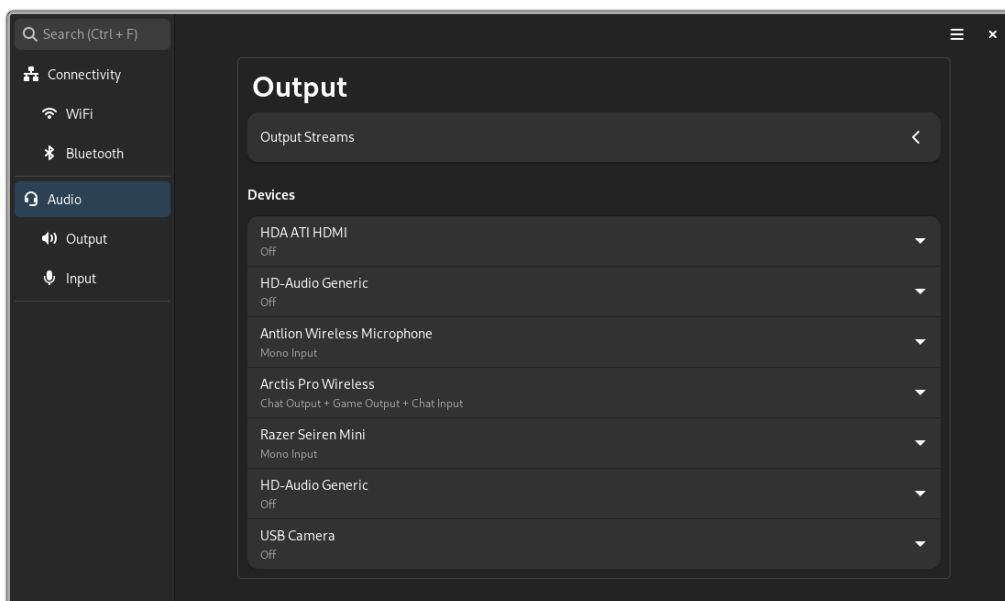 Search (Ctrl + F)
Connectivity
WiFi
Bluetooth
Audio
Output
Input
Output
Output Streams
Devices
HDA ATI HDMI
Off
HD-Audio Generic
Off
Antlion Wireless Microphone
Mono Input
Arctis Pro Wireless
Chat Output + Game Output + Chat Input
Razer Seiren Mini
Mono Input
HD-Audio Generic
Off
USB Camera
Off